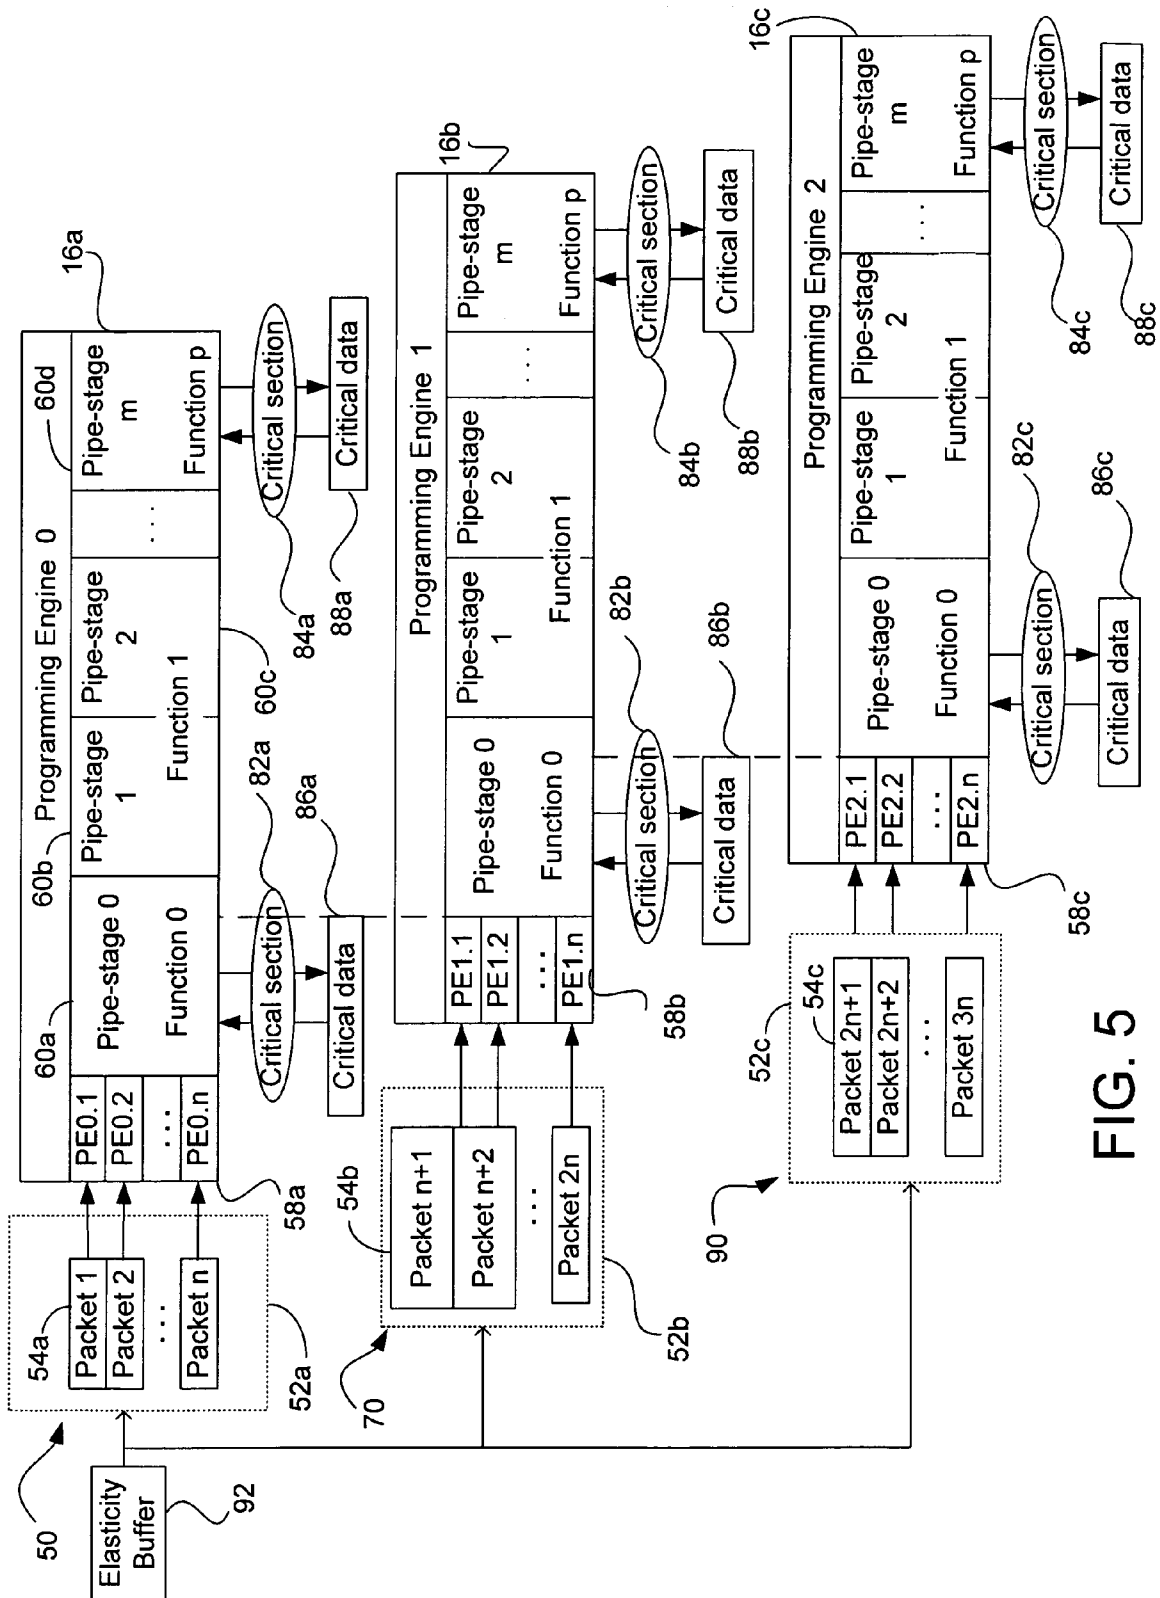 Elasticity
Buffer
92
50
54a
Packet 1
Packet 2
...
Packet n
52a
Programming Engine 0
PE0.1
PE0.2
...
PE0.n
58a
60a
Pipe-stage 0
Function 0
60b
Pipe-stage
1
Pipe-stage
2
Function 1
60c
...
60d
Pipe-stage
m
Function p
16a
Critical section
82a
Critical data
86a
Critical section
84a
Critical data
88a
70
54b
Packet n+1
Packet n+2
...
Packet 2n
52b
Programming Engine 1
PE1.1
PE1.2
...
PE1.n
58b
Pipe-stage 0
Function 0
Pipe-stage
1
Pipe-stage
2
Function 1
...
Pipe-stage
m
Function p
16b
Critical section
82b
Critical data
86b
Critical section
84b
Critical data
88b
90
52c
54c
Packet 2n+1
Packet 2n+2
...
Packet 3n
Programming Engine 2
PE2.1
PE2.2
...
PE2.n
58c
Pipe-stage 0
Function 0
Pipe-stage
1
Pipe-stage
2
Function 1
...
Pipe-stage
m
Function p
16c
Critical section
82c
Critical data
86c
Critical section
84c
Critical data
88c
FIG. 5